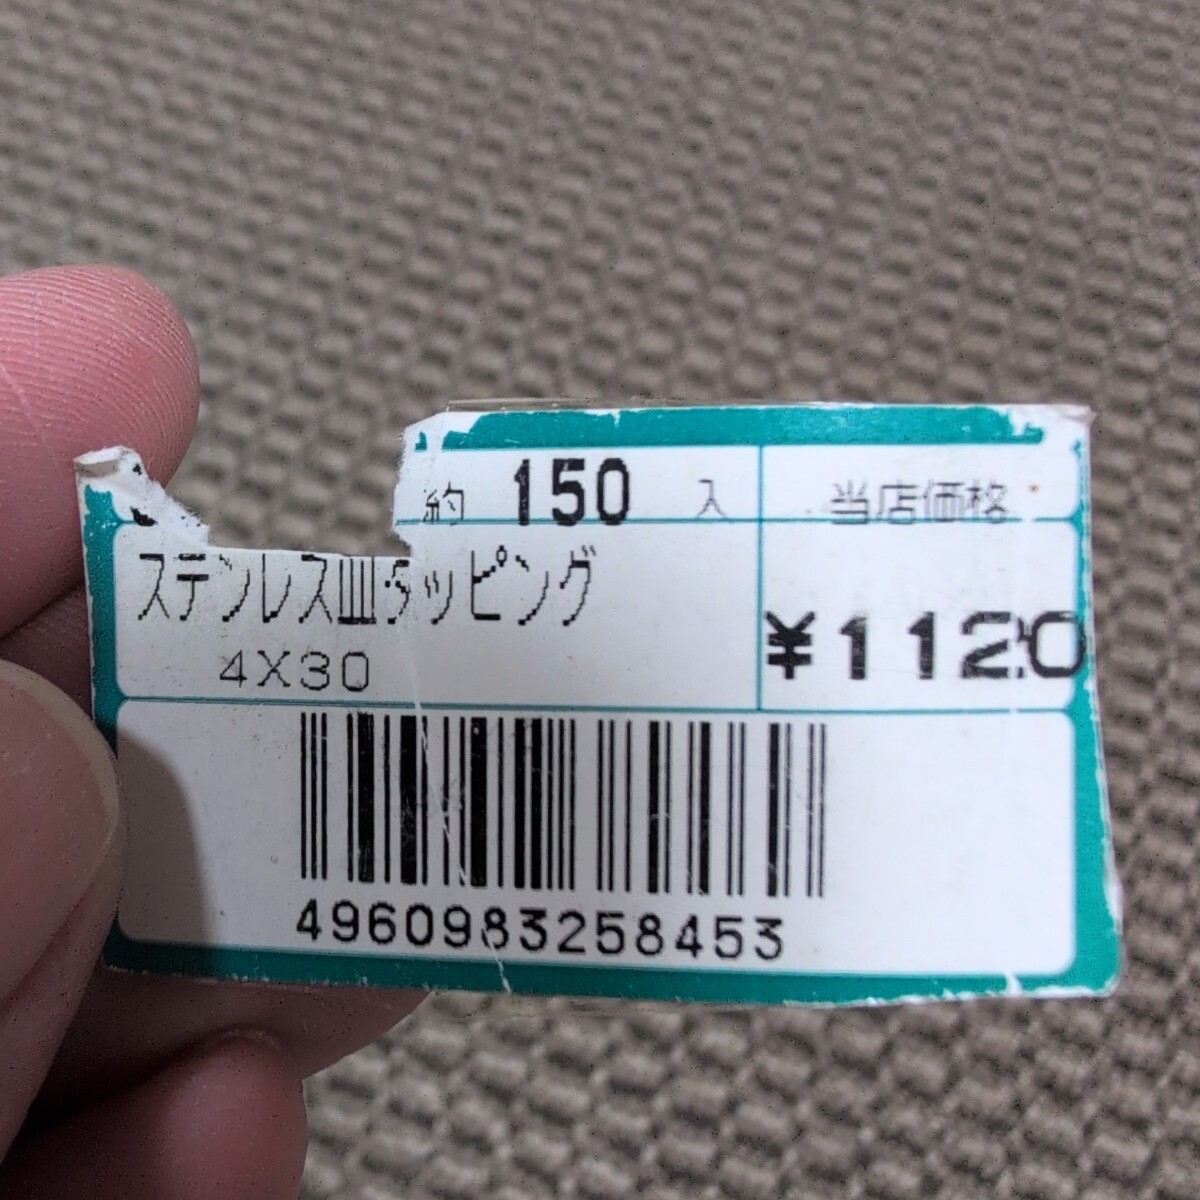 約 150 入 当店価格
ステンレス皿タッピング
4X30 ¥1120
4960983258453